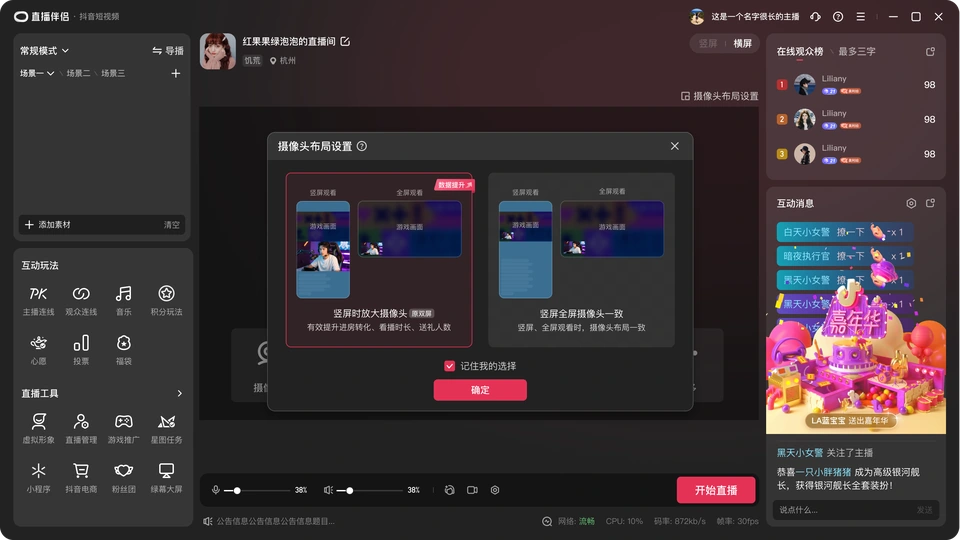 直播伴侣 · 抖音短视频
这是一个名字很长的主播
常规模式
导播
场景一
场景二
场景三
添加素材
清空
互动玩法
PK
主播连线
观众连线
音乐
积分玩法
心愿
投票
福袋
直播工具
虚拟形象
直播管理
游戏推广
星图任务
小程序
抖音电商
粉丝团
绿幕大屏
红果果绿泡泡的直播间
饥荒
杭州
竖屏
横屏
摄像头布局设置
摄像头布局设置
数据提升
竖屏观看
全屏观看
游戏画面
游戏画面
竖屏时放大摄像头
原双屏
有效提升进房转化、看播时长、送礼人数
竖屏观看
全屏观看
游戏画面
游戏画面
竖屏全屏摄像头一致
竖屏、全屏观看时，摄像头布局一致
记住我的选择
确定
38%
38%
开始直播
公告信息公告信息公告信息题目...
网络: 流畅
CPU: 10%
码率: 872kb/s
帧率: 30fps
在线观众榜
最多三字
1
Liliany
98
2
Liliany
98
3
Liliany
98
互动消息
白天小女警 撩一下 x 1
暗夜执行官 撩一下 x 1
黑天小女警 撩一下
黑天小女警 x 1
嘉年华
LA蓝宝宝 送出嘉年华
黑天小女警 关注了主播
恭喜一只小胖猪猪 成为高级银河舰
长，获得银河舰长全套装扮！
说点什么...
发送